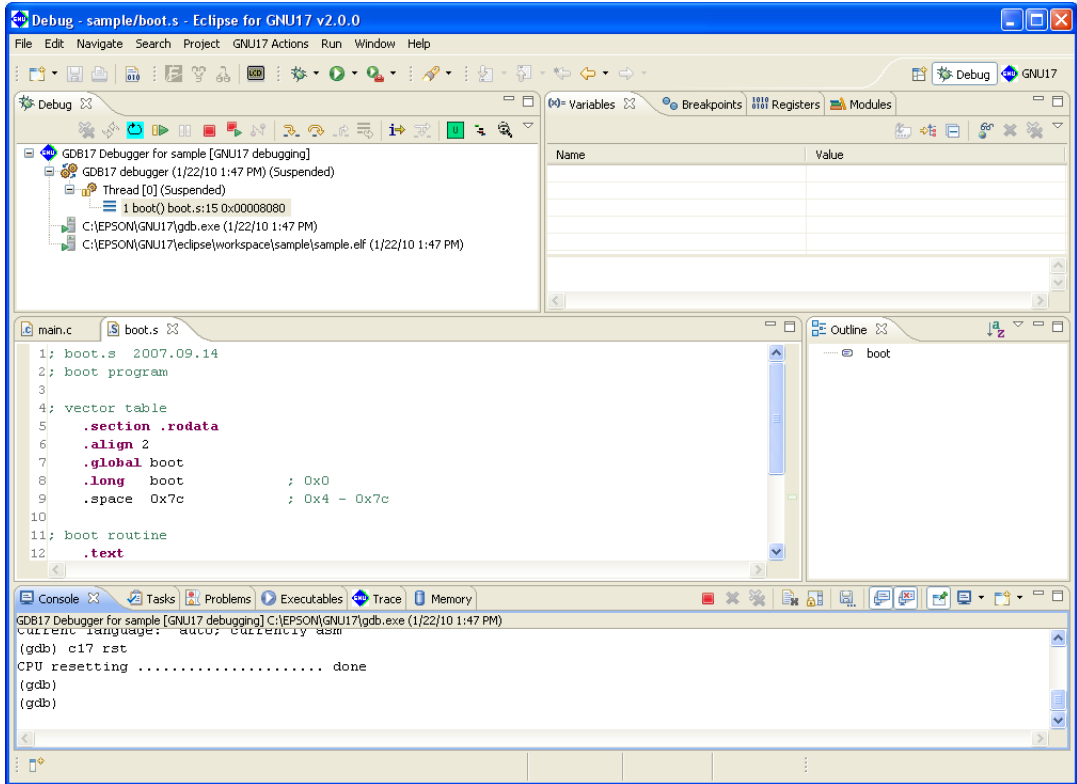 Debug - sample/boot.s - Eclipse for GNU17 v2.0.0
File Edit Navigate Search Project GNU17 Actions Run Window Help
Debug GNU17
Debug
(x)= Variables Breakpoints Registers Modules
GDB17 Debugger for sample [GNU17 debugging]
GDB17 debugger (1/22/10 1:47 PM) (Suspended)
Thread [0] (Suspended)
1 boot() boot.s:15 0x00008080
C:\EPSON\GNU17\gdb.exe (1/22/10 1:47 PM)
C:\EPSON\GNU17\eclipse\workspace\sample\sample.elf (1/22/10 1:47 PM)
Name Value
main.c boot.s
1; boot.s 2007.09.14
2; boot program
3
4; vector table
5 .section .rodata
6 .align 2
7 .global boot
8 .long boot ; 0x0
9 .space 0x7c ; 0x4 - 0x7c
10
11; boot routine
12 .text
Outline
boot
Console Tasks Problems Executables Trace Memory
GDB17 Debugger for sample [GNU17 debugging] C:\EPSON\GNU17\gdb.exe (1/22/10 1:47 PM)
Current language: auto; currently asm
(gdb) c17 rst
CPU resetting ...................... done
(gdb)
(gdb)